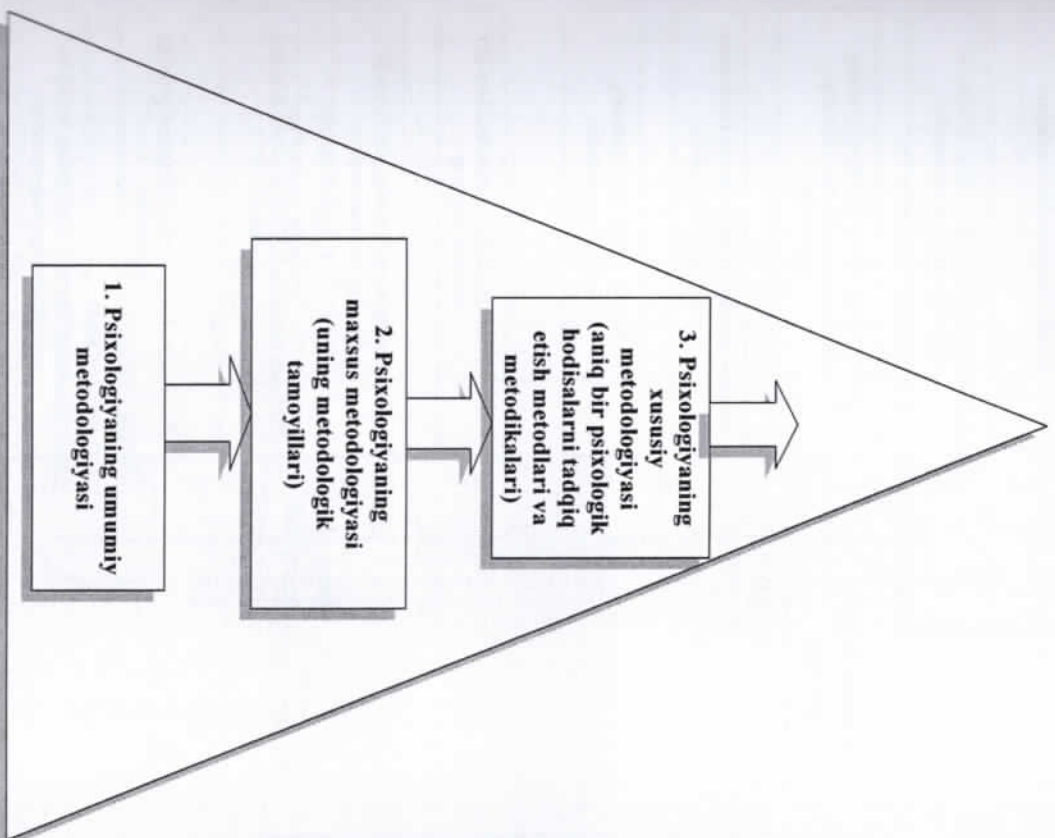 1. Psixologiyaning umumiy
metodologiyasi
2. Psixologiyaning
maxsus metodologiyasi
(uning metodologik
tamoyillari)
3. Psixologiyaning
xususiy
metodologiyasi
(aniq bir psixologik
hodisalarni tadqiq
etish metodlari va
metodikalari)